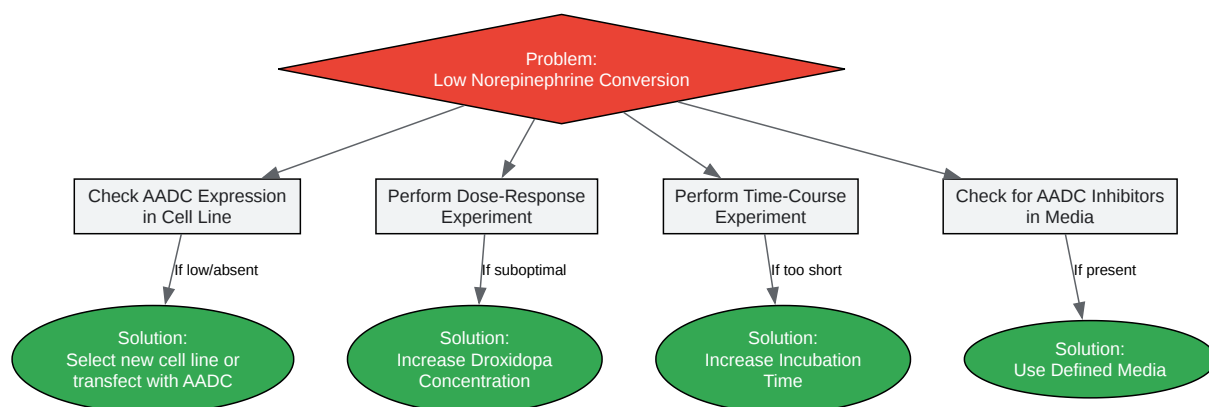 Problem:
Low Norepinephrine Conversion
Check AADC Expression
in Cell Line
Perform Dose-Response
Experiment
Perform Time-Course
Experiment
Check for AADC Inhibitors
in Media
If low/absent
If suboptimal
If too short
If present
Solution:
Select new cell line or
transfect with AADC
Solution:
Increase Droxidopa
Concentration
Solution:
Increase Incubation
Time
Solution:
Use Defined Media